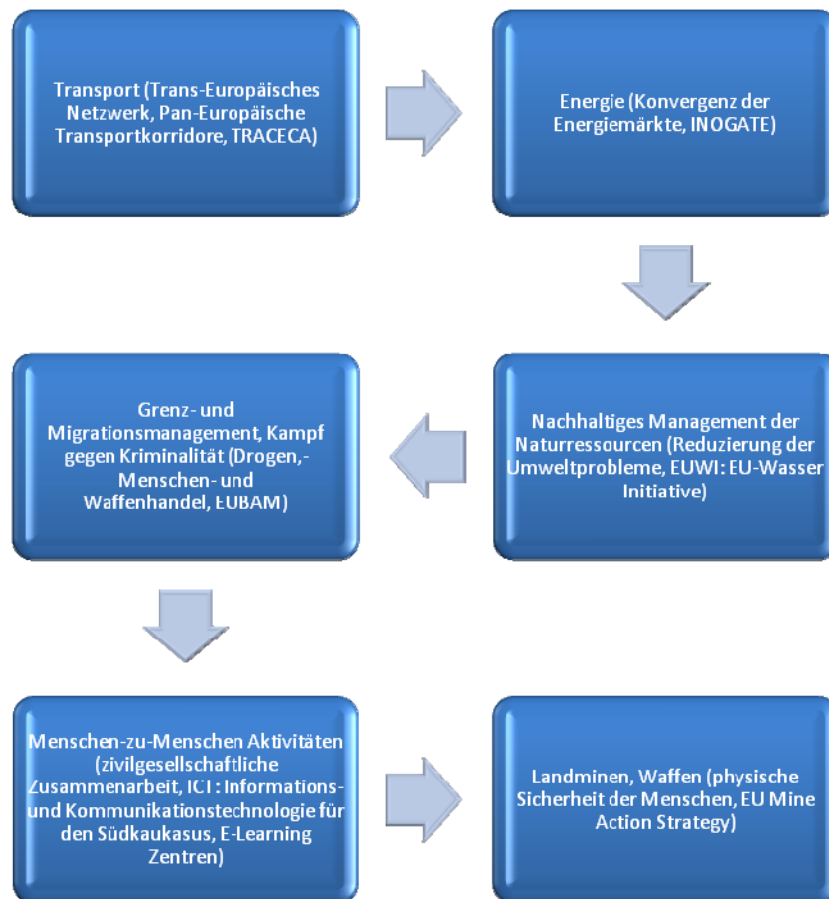 Transport (Trans-Europäisches
Netzwerk, Pan-Europäische
Transportkorridore, TRACECA)
Energie (Konvergenz der
Energiemärkte, INOGATE)
Nachhaltiges Management der
Naturressourcen (Reduzierung der
Umweltprobleme, EUWI: EU-Wasser
Initiative)
Grenz- und
Migrationsmanagement, Kampf
gegen Kriminalität (Drogen,-
Menschen- und
Waffenhandel, EUBAM)
Menschen-zu-Menschen Aktivitäten
(zivilgesellschaftliche
Zusammenarbeit, ICT: Informations-
und Kommunikationstechnologie für
den Südkaukasus, E-Learning
Zentren)
Landminen, Waffen (physische
Sicherheit der Menschen, EU Mine
Action Strategy)